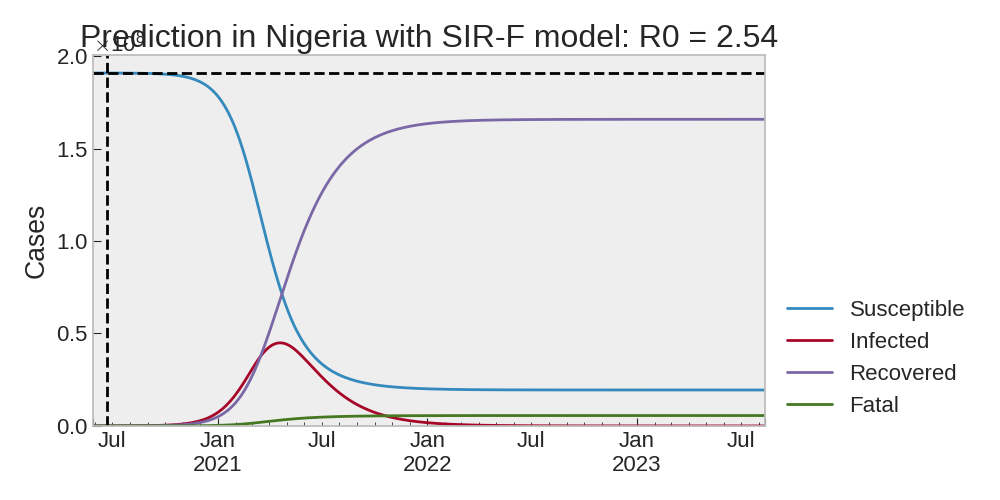 Prediction in Nigeria with SIR-F model: R0 = 2.54
×10⁸
2.0
1.5
1.0
0.5
0.0
Cases
Jul Jan Jul Jan Jul Jan Jul
2021 2022 2023
Susceptible
Infected
Recovered
Fatal